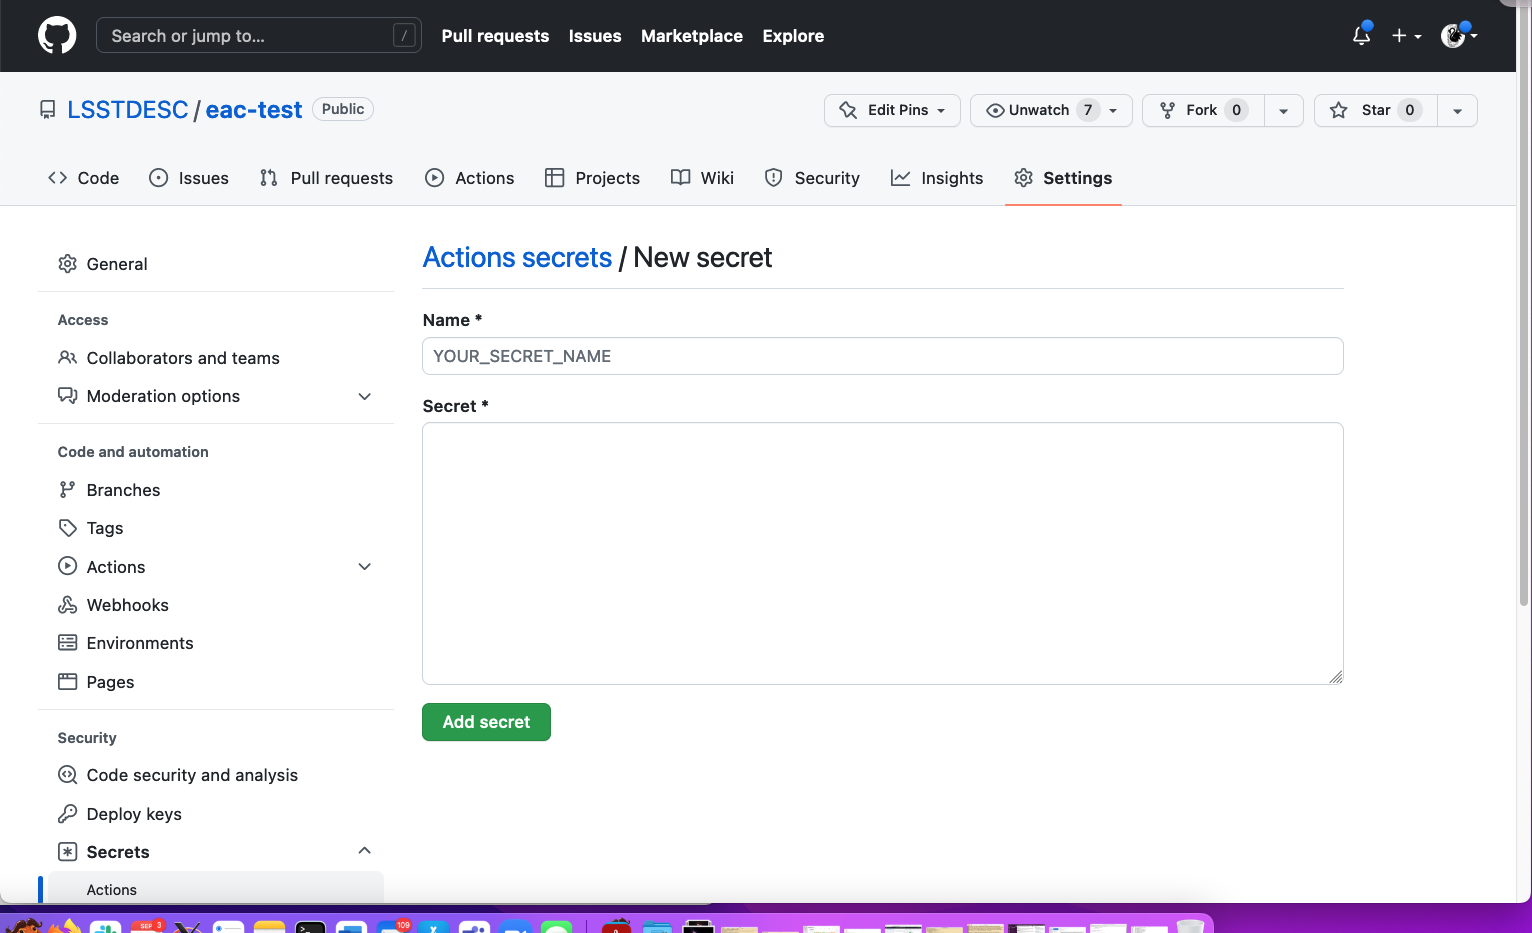 Search or jump to... / Pull requests Issues Marketplace Explore
LSSTDESC / eac-test Public Edit Pins Unwatch 7 Fork 0 Star 0
Code Issues Pull requests Actions Projects Wiki Security Insights Settings
General
Access
Collaborators and teams
Moderation options
Code and automation
Branches
Tags
Actions
Webhooks
Environments
Pages
Security
Code security and analysis
Deploy keys
Secrets
Actions
Actions secrets / New secret
Name *
YOUR_SECRET_NAME
Secret *
Add secret
SEP 3
109